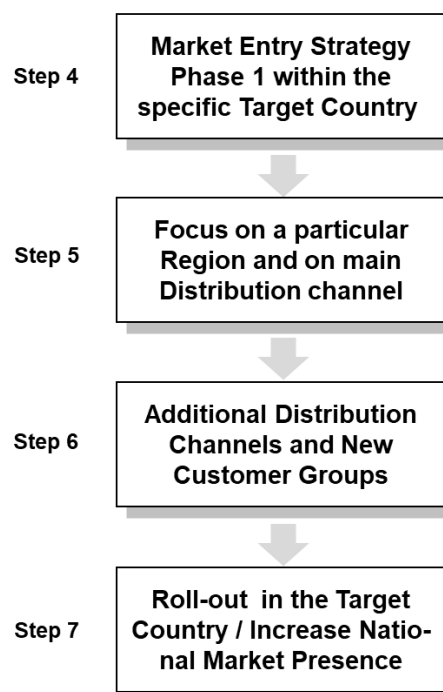 Step 4
Market Entry Strategy
Phase 1 within the
specific Target Country
Step 5
Focus on a particular
Region and on main
Distribution channel
Step 6
Additional Distribution
Channels and New
Customer Groups
Step 7
Roll-out in the Target
Country / Increase Natio-
nal Market Presence